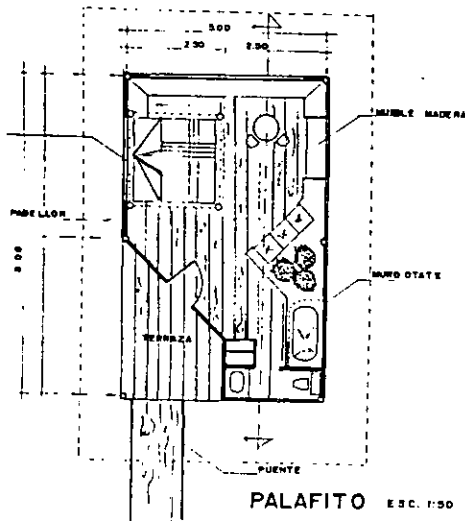 5.00
2.50
2.50
MUEBLE MADERA
PABELLON
8.00
MURO OTATE
TERRAZA
PUENTE
PALAFITO ESC. 1:50